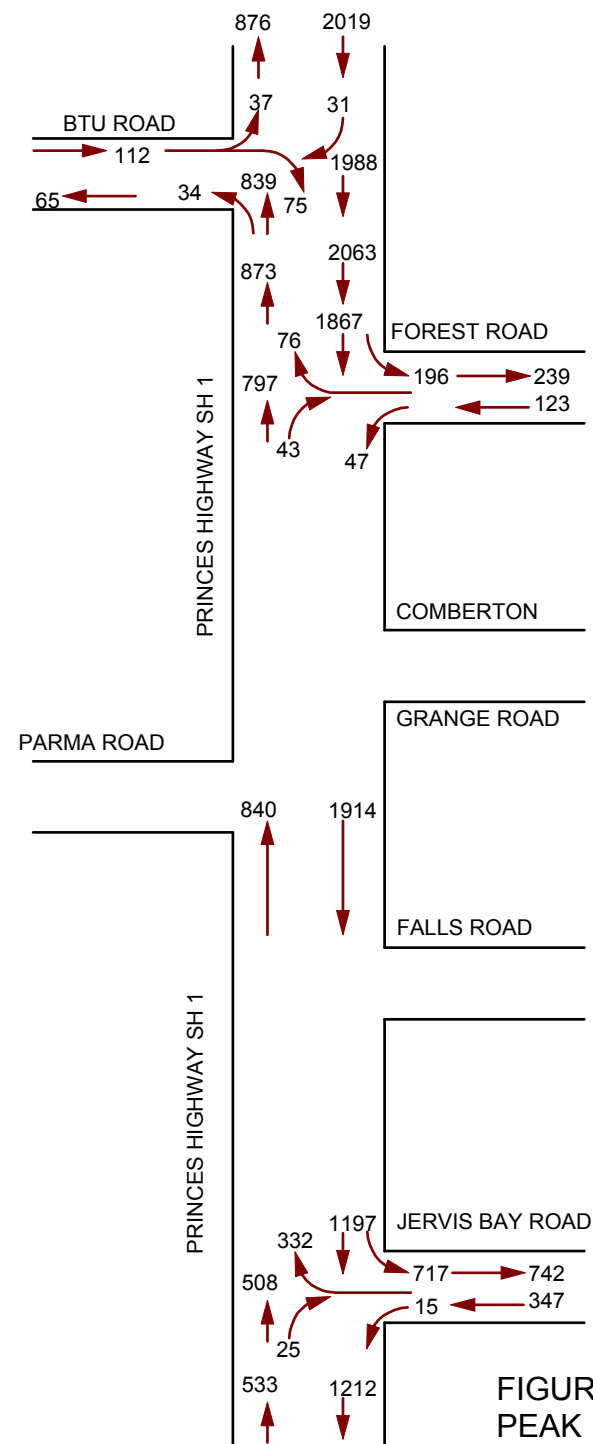 876 2019
37 31
BTU ROAD
112
1988
839
34
65
75
873
2063
1867
FOREST ROAD
76
797
196 239
123
43
47
PRINCES HIGHWAY SH 1
COMBERTON
GRANGE ROAD
PARMA ROAD
840 1914
FALLS ROAD
PRINCES HIGHWAY SH 1
1197
JERVIS BAY ROAD
332
508
717 742
15 347
25
533 1212
FIGUR
PEAK